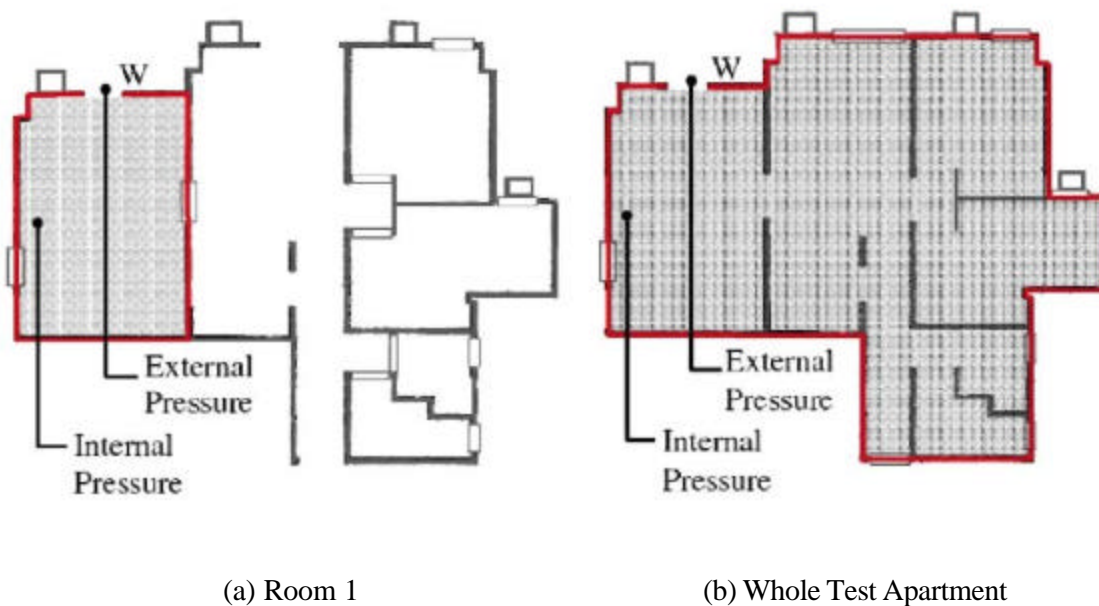 W
External
Pressure
Internal
Pressure
W
External
Pressure
Internal
Pressure
(a) Room 1
(b) Whole Test Apartment